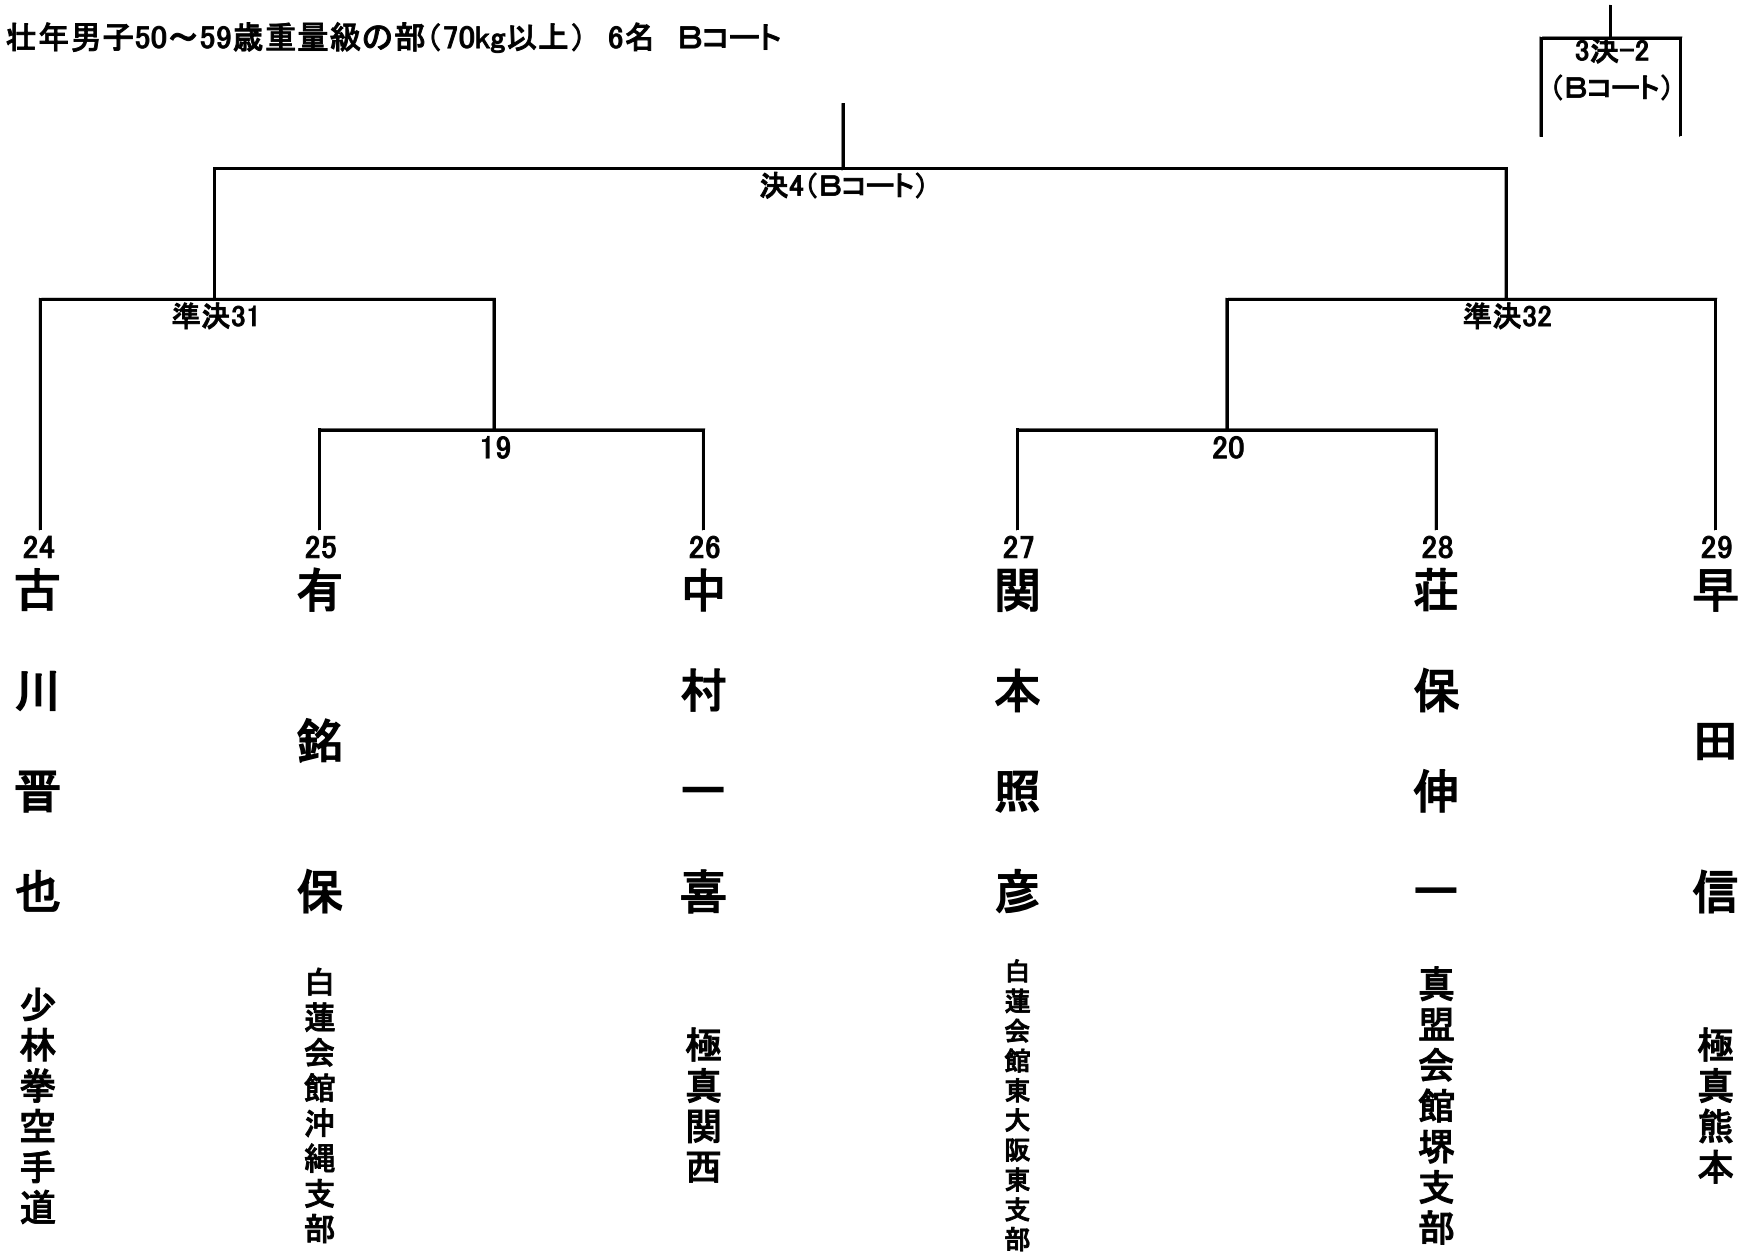 壮年男子50～59歳重量級の部（70kg以上） 6名 Bコート
3決-2
（Bコート）
決4（Bコート）
準決31
準決32
19
20
24
古川晋也
少林拳空手道
25
有銘保
白蓮会館沖縄支部
26
中村一喜
極真関西
27
関本照彦
白蓮会館東大阪東支部
28
荘保伸一
真盟会館堺支部
29
早田信
極真熊本